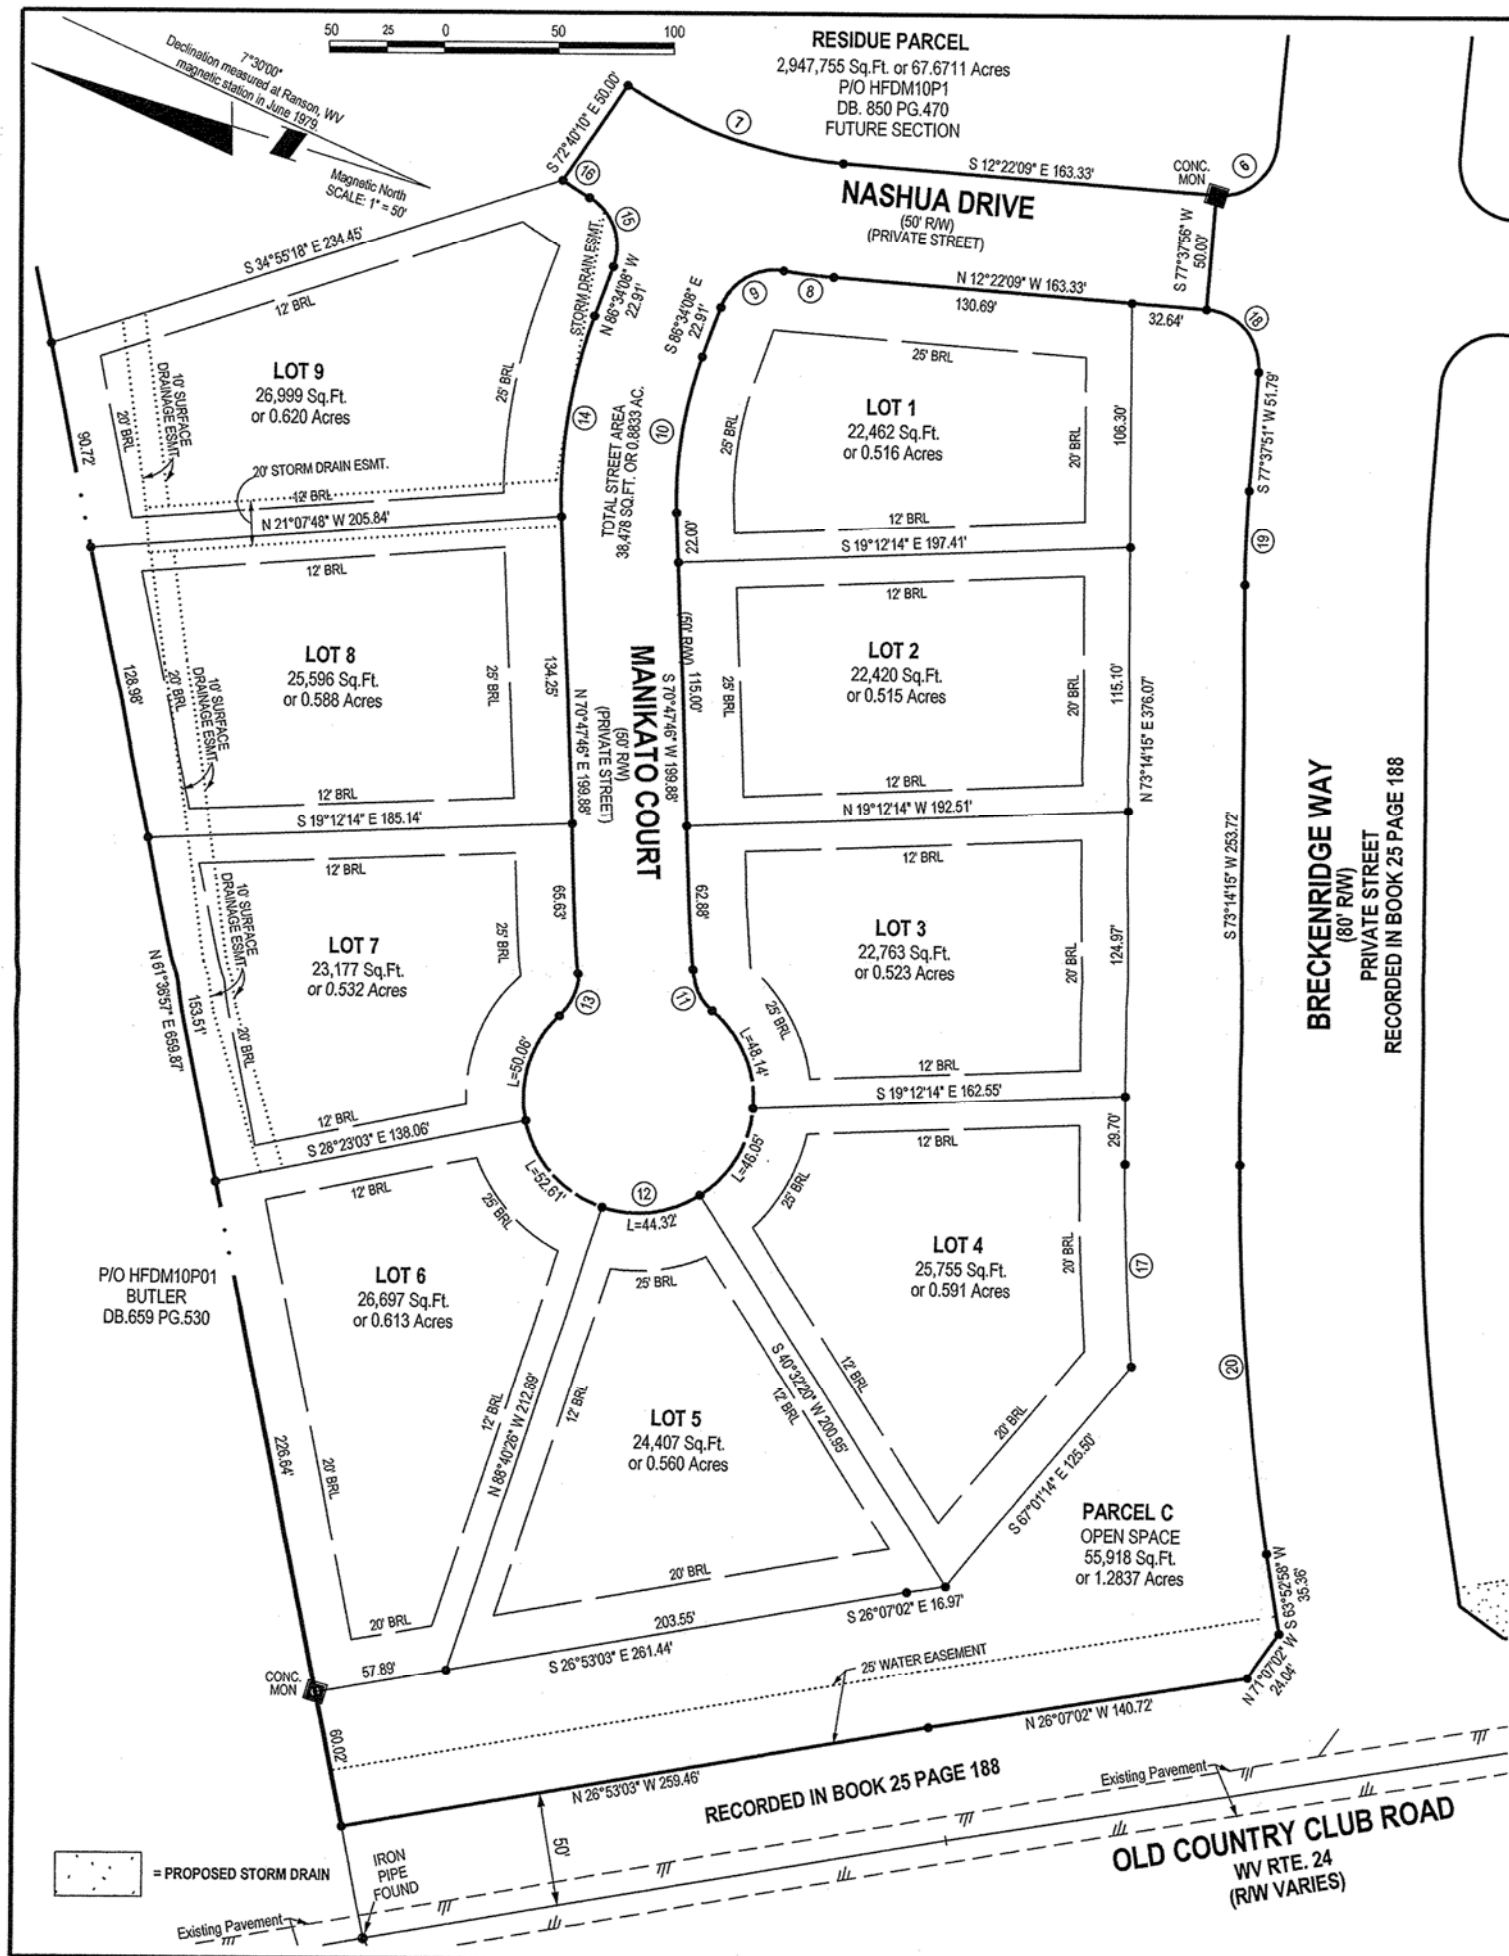 50
25
0
50
100
7°30'00"
Declination measured at Ranson, WV
magnetic station in June 1979.
Magnetic North
SCALE: 1" = 50'
RESIDUE PARCEL
2,947,755 Sq.Ft. or 67.6711 Acres
P/O HFDM10P1
DB. 850 PG.470
FUTURE SECTION
S 72°40'10" E 50.00'
7
16
15
S 12°22'09" E 163.33'
CONC.
MON
6
NASHUA DRIVE
(50' R/W)
(PRIVATE STREET)
S 77°37'56" W
50.00'
S 34°55'18" E 234.45'
12' BRL
STORM DRAIN ESMT.
N 86°34'08" W
22.91'
S 86°34'08" E
22.91'
9
8
N 12°22'09" W 163.33'
130.69'
32.64'
18
LOT 9
26,999 Sq.Ft.
or 0.620 Acres
25' BRL
20' BRL
10' SURFACE
DRAINAGE ESMT
90.72'
20' STORM DRAIN ESMT.
12' BRL
N 21°07'48" W 205.84'
14
TOTAL STREET AREA
38,478 SQ.FT. OR 0.8833 AC.
10
22.00'
25' BRL
LOT 1
22,462 Sq.Ft.
or 0.516 Acres
25' BRL
20' BRL
106.30'
12' BRL
S 19°12'14" E 197.41'
S 77°37'51" W 51.79'
19
12' BRL
LOT 8
25,596 Sq.Ft.
or 0.588 Acres
128.98'
20' BRL
10' SURFACE
DRAINAGE ESMT
25' BRL
134.25'
12' BRL
S 19°12'14" E 185.14'
N 70°47'46" E 199.88'
(PRIVATE STREET)
(50' R/W)
MANIKATO COURT
S 70°47'46" W 199.88'
(50' R/W)
115.00'
12' BRL
LOT 2
22,420 Sq.Ft.
or 0.515 Acres
25' BRL
20' BRL
115.10'
N 73°14'15" E 376.07'
12' BRL
N 19°12'14" W 192.51'
S 73°14'15" W 253.72'
BRECKENRIDGE WAY
(80' R/W)
PRIVATE STREET
RECORDED IN BOOK 25 PAGE 188
12' BRL
10' SURFACE
DRAINAGE ESMT
LOT 7
23,177 Sq.Ft.
or 0.532 Acres
25' BRL
65.63'
N 61°36'57" E 659.87'
153.51'
20' BRL
13
L=50.06'
12' BRL
S 28°23'03" E 138.06'
62.88'
12' BRL
LOT 3
22,763 Sq.Ft.
or 0.523 Acres
20' BRL
124.97'
11
25' BRL
L=48.14'
12' BRL
S 19°12'14" E 162.55'
L=52.61'
12
L=44.32'
L=46.05'
29.70'
12' BRL
12' BRL
25' BRL
P/O HFDM10P01
BUTLER
DB.659 PG.530
LOT 6
26,697 Sq.Ft.
or 0.613 Acres
226.64'
20' BRL
12' BRL
N 88°40'26" W 212.89'
20' BRL
25' BRL
12' BRL
LOT 5
24,407 Sq.Ft.
or 0.560 Acres
12' BRL
S 40°32'20" W 200.95'
20' BRL
25' BRL
LOT 4
25,755 Sq.Ft.
or 0.591 Acres
20' BRL
17
12' BRL
20' BRL
S 67°01'14" E 125.50'
20
PARCEL C
OPEN SPACE
55,918 Sq.Ft.
or 1.2837 Acres
S 63°52'58" W
35.36'
N 71°07'02" W
24.04'
S 26°07'02" E 16.97'
203.55'
S 26°53'03" E 261.44'
57.89'
CONC.
MON
60.02'
25' WATER EASEMENT
N 26°07'02" W 140.72'
N 26°53'03" W 259.46'
RECORDED IN BOOK 25 PAGE 188
Existing Pavement
OLD COUNTRY CLUB ROAD
WV RTE. 24
(R/W VARIES)
50'
= PROPOSED STORM DRAIN
IRON
PIPE
FOUND
Existing Pavement